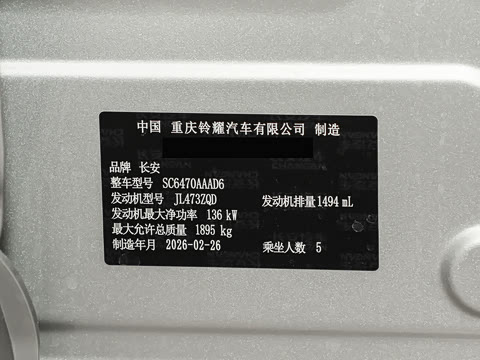 中国 重庆铃耀汽车有限公司 制造
品牌 长安
整车型号 SC6470AAAD6
发动机型号 JL473ZQD 发动机排量 1494 mL
发动机最大净功率 136 kW
最大允许总质量 1895 kg
制造年月 2026-02-26 乘坐人数 5